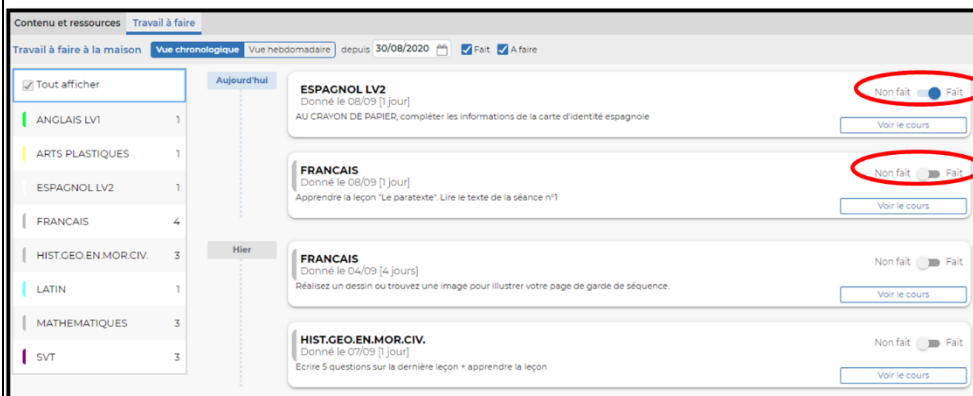 Contenu et ressources Travail à faire
Travail à faire à la maison Vue chronologique Vue hebdomadaire depuis 30/08/2020 Fait A faire
Tout afficher
ANGLAIS LV1 1
ARTS PLASTIQUES 1
ESPAGNOL LV2 1
FRANCAIS 4
HIST.GEO.EN.MOR.CIV. 3
LATIN 1
MATHEMATIQUES 3
SVT 3
Aujourd'hui
ESPAGNOL LV2
Donné le 08/09 [1 jour]
AU CRAYON DE PAPIER, compléter les informations de la carte d'identité espagnole
Non fait Fait
Voir le cours
FRANCAIS
Donné le 08/09 [1 jour]
Apprendre la leçon "Le paratexte". Lire le texte de la séance n°1
Non fait Fait
Voir le cours
Hier
FRANCAIS
Donné le 04/09 [4 jours]
Réalisez un dessin ou trouvez une image pour illustrer votre page de garde de séquence.
Non fait Fait
Voir le cours
HIST.GEO.EN.MOR.CIV.
Donné le 07/09 [1 jour]
Ecrire 5 questions sur la dernière leçon + apprendre la leçon
Non fait Fait
Voir le cours